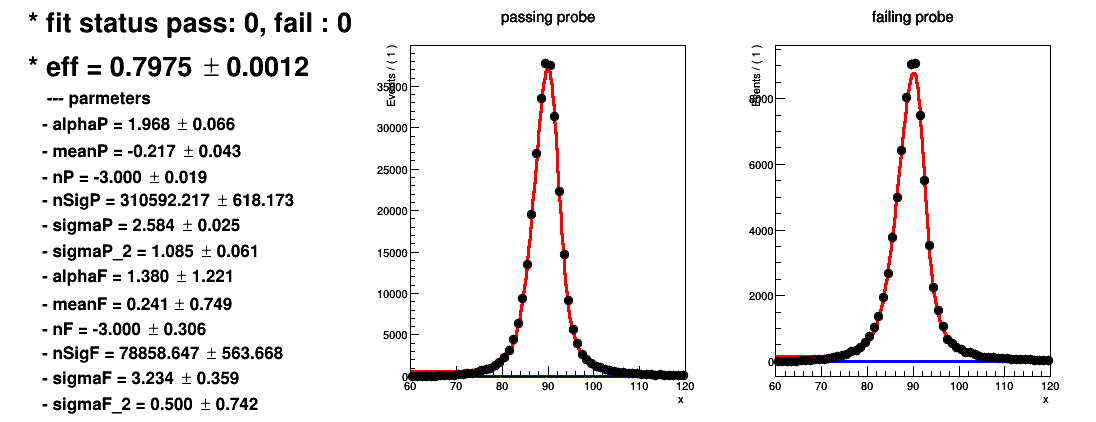 * fit status pass: 0, fail : 0
* eff = 0.7975 ± 0.0012
--- parmeters
- alphaP = 1.968 ± 0.066
- meanP = -0.217 ± 0.043
- nP = -3.000 ± 0.019
- nSigP = 310592.217 ± 618.173
- sigmaP = 2.584 ± 0.025
- sigmaP_2 = 1.085 ± 0.061
- alphaF = 1.380 ± 1.221
- meanF = 0.241 ± 0.749
- nF = -3.000 ± 0.306
- nSigF = 78858.647 ± 563.668
- sigmaF = 3.234 ± 0.359
- sigmaF_2 = 0.500 ± 0.742
passing probe
Events / ( 1 )
35000
30000
25000
20000
15000
10000
5000
0
60 70 80 90 100 110 120
x
failing probe
Events / ( 1 )
8000
6000
4000
2000
0
60 70 80 90 100 110 120
x